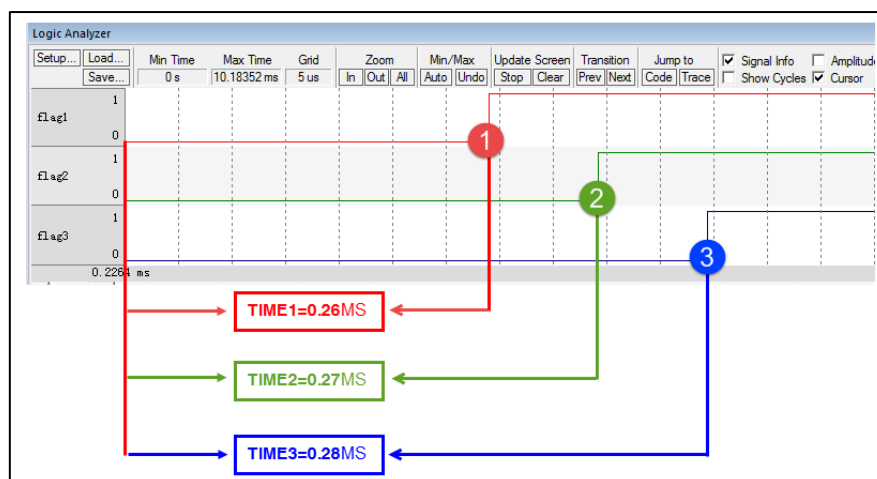 Logic Analyzer
Setup... Load... Min Time Max Time Grid Zoom Min/Max Update Screen Transition Jump to Signal Info Amplitude
Save... 0 s 10.18352 ms 5 us In Out All Auto Undo Stop Clear Prev Next Code Trace Show Cycles Cursor
1
flag1
0
1
1
flag2
0
2
1
flag3
0
3
0.2264 ms
TIME1=0.26MS
TIME2=0.27MS
TIME3=0.28MS